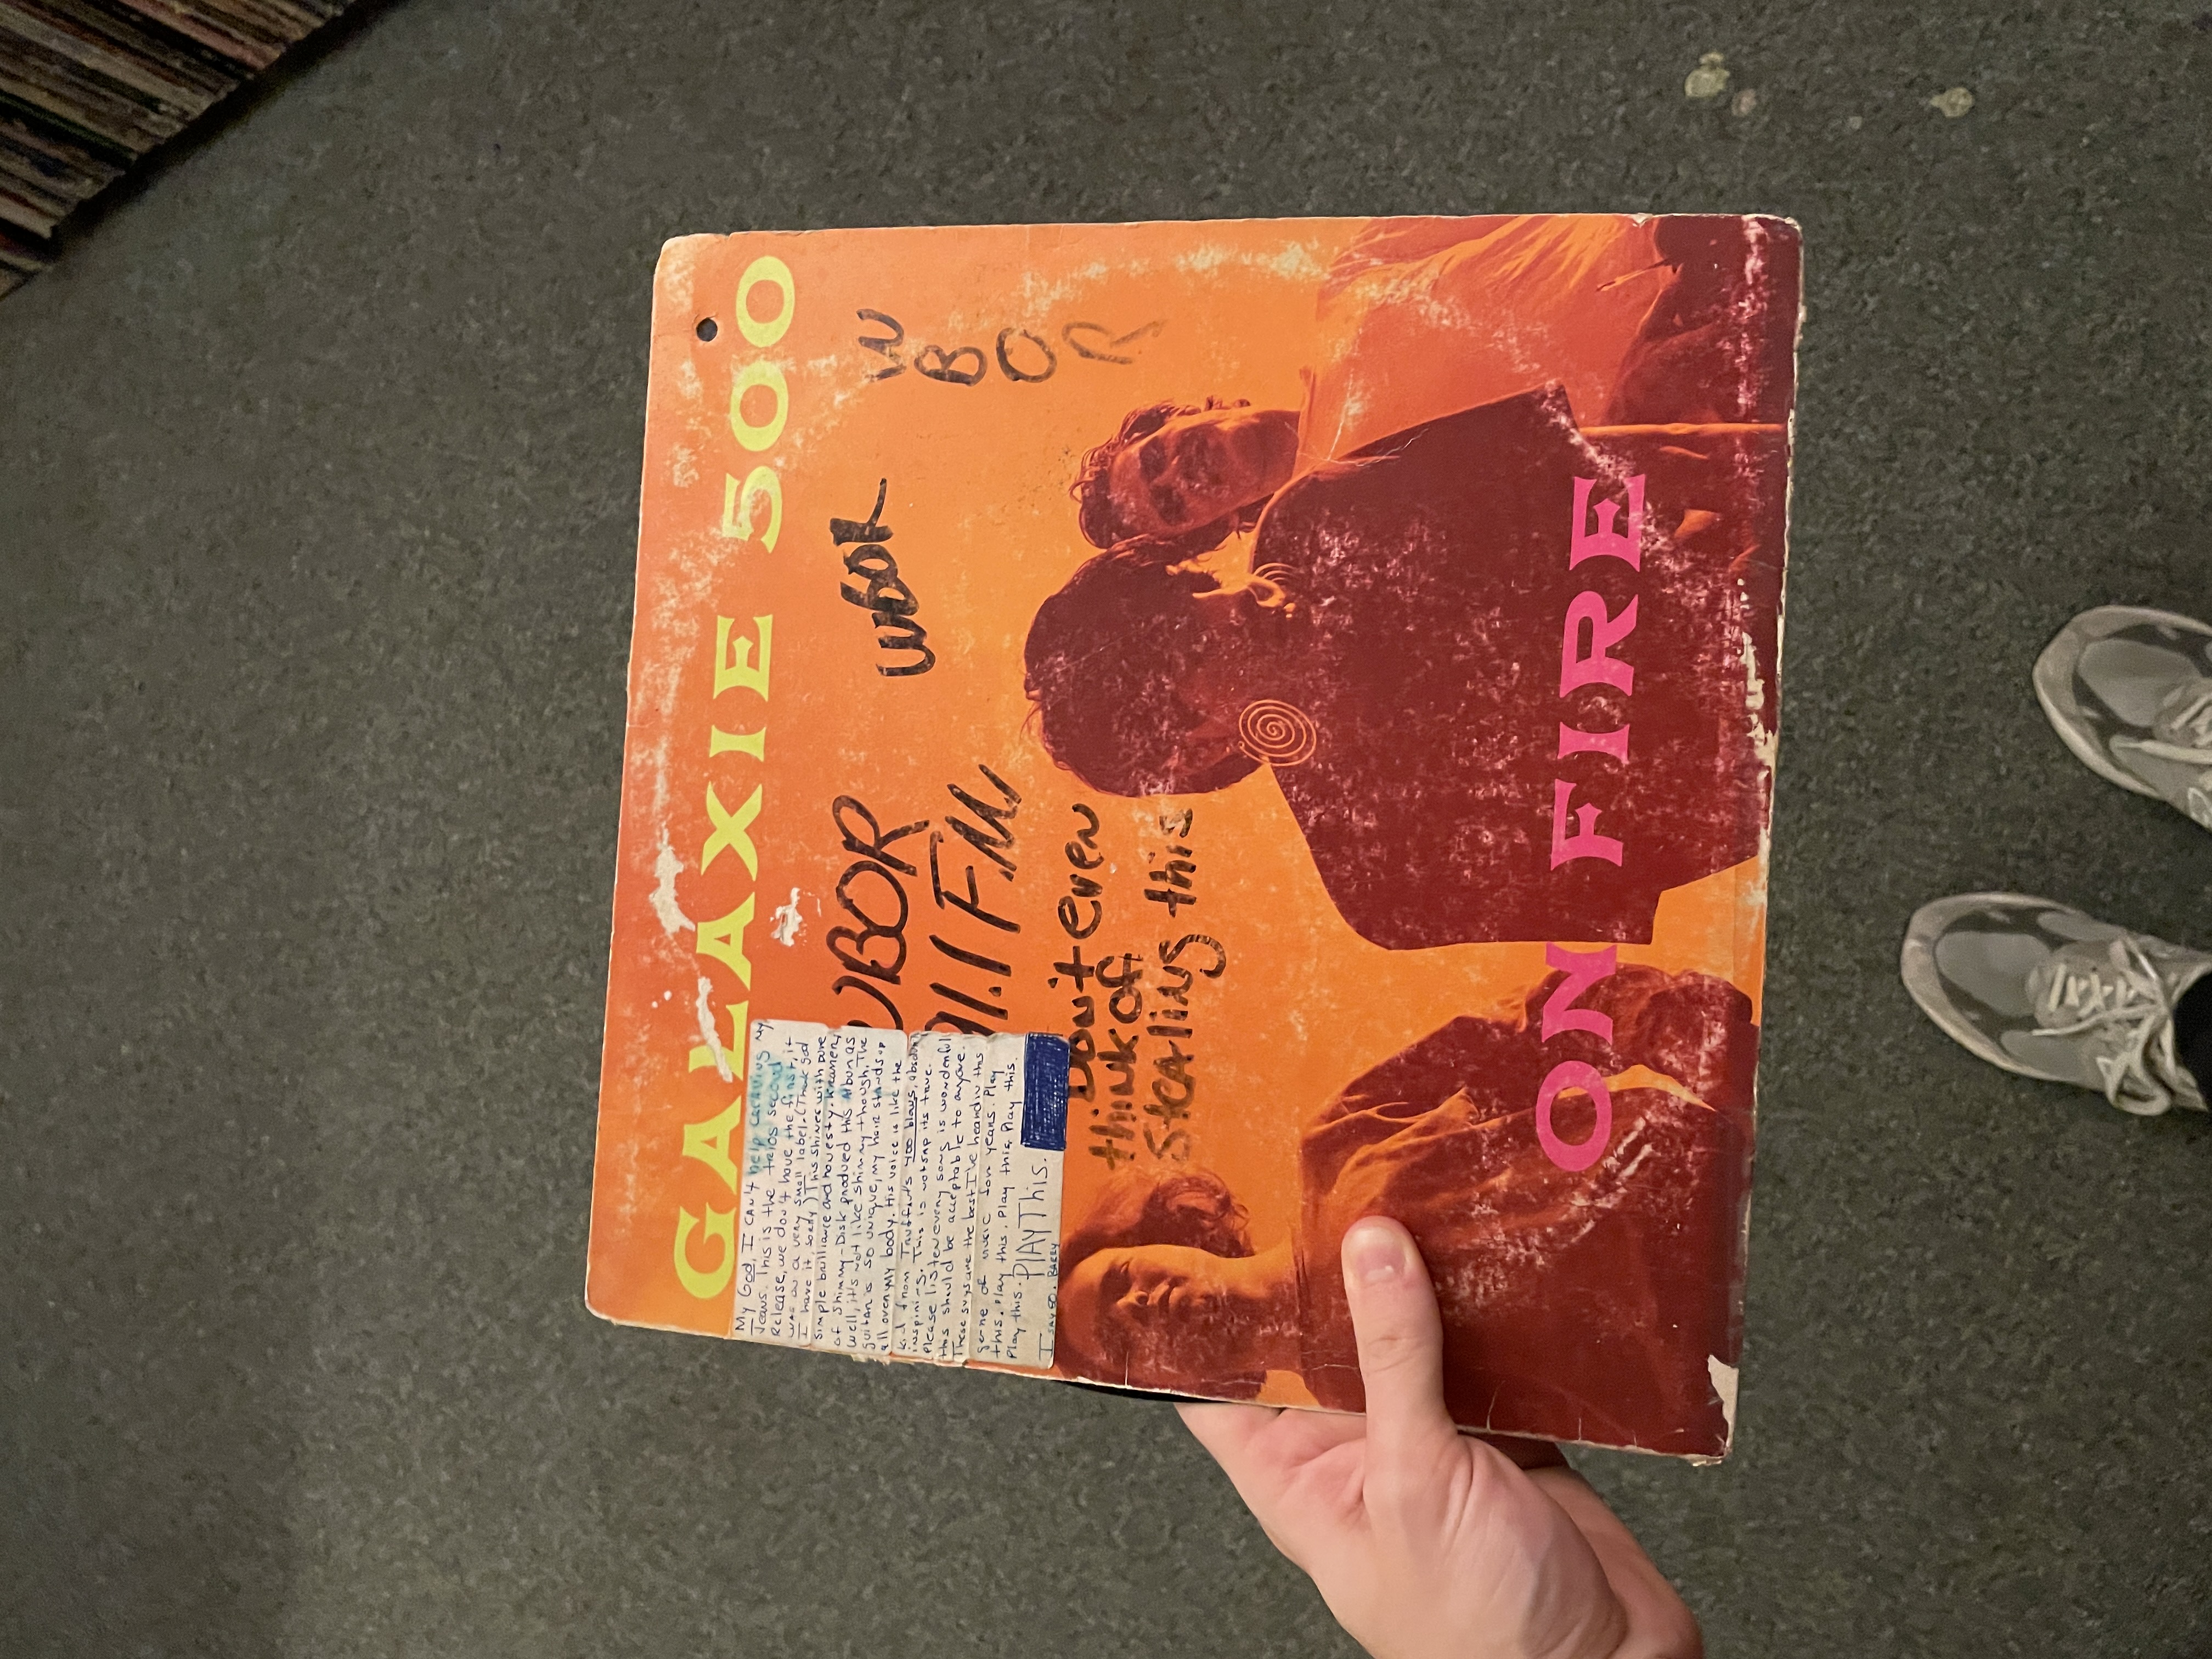 GALAXIE 500
My God, I CAN'T help creaming my
Jeans. This is the trios second
Release, we don't have the first, it
was on a very small label. (Thank god
I have it, sorry) This shines with pure
simple brilliance and honesty. Kramer,
of Shimmy-Disk produced this Album as
well, it's not like shimmy though. The
guitar is so unique, my hair stands up
all over my body. His voice is like the
kid from Truffaut's 400 blows, absolutely
inspiring. This is not sap its true.
Please listen every song is wonderful
this should be acceptable to anyone.
These guys are the best I've heard in this
genre of music for years. Play
this. Play this. Play this. Play this.
Play this. PlAy This.
I say so. BARRY
WBOR
91.1 F.M.
Don't even
think of
Stealing this
WBOR
W
B
O
R
ON FIRE